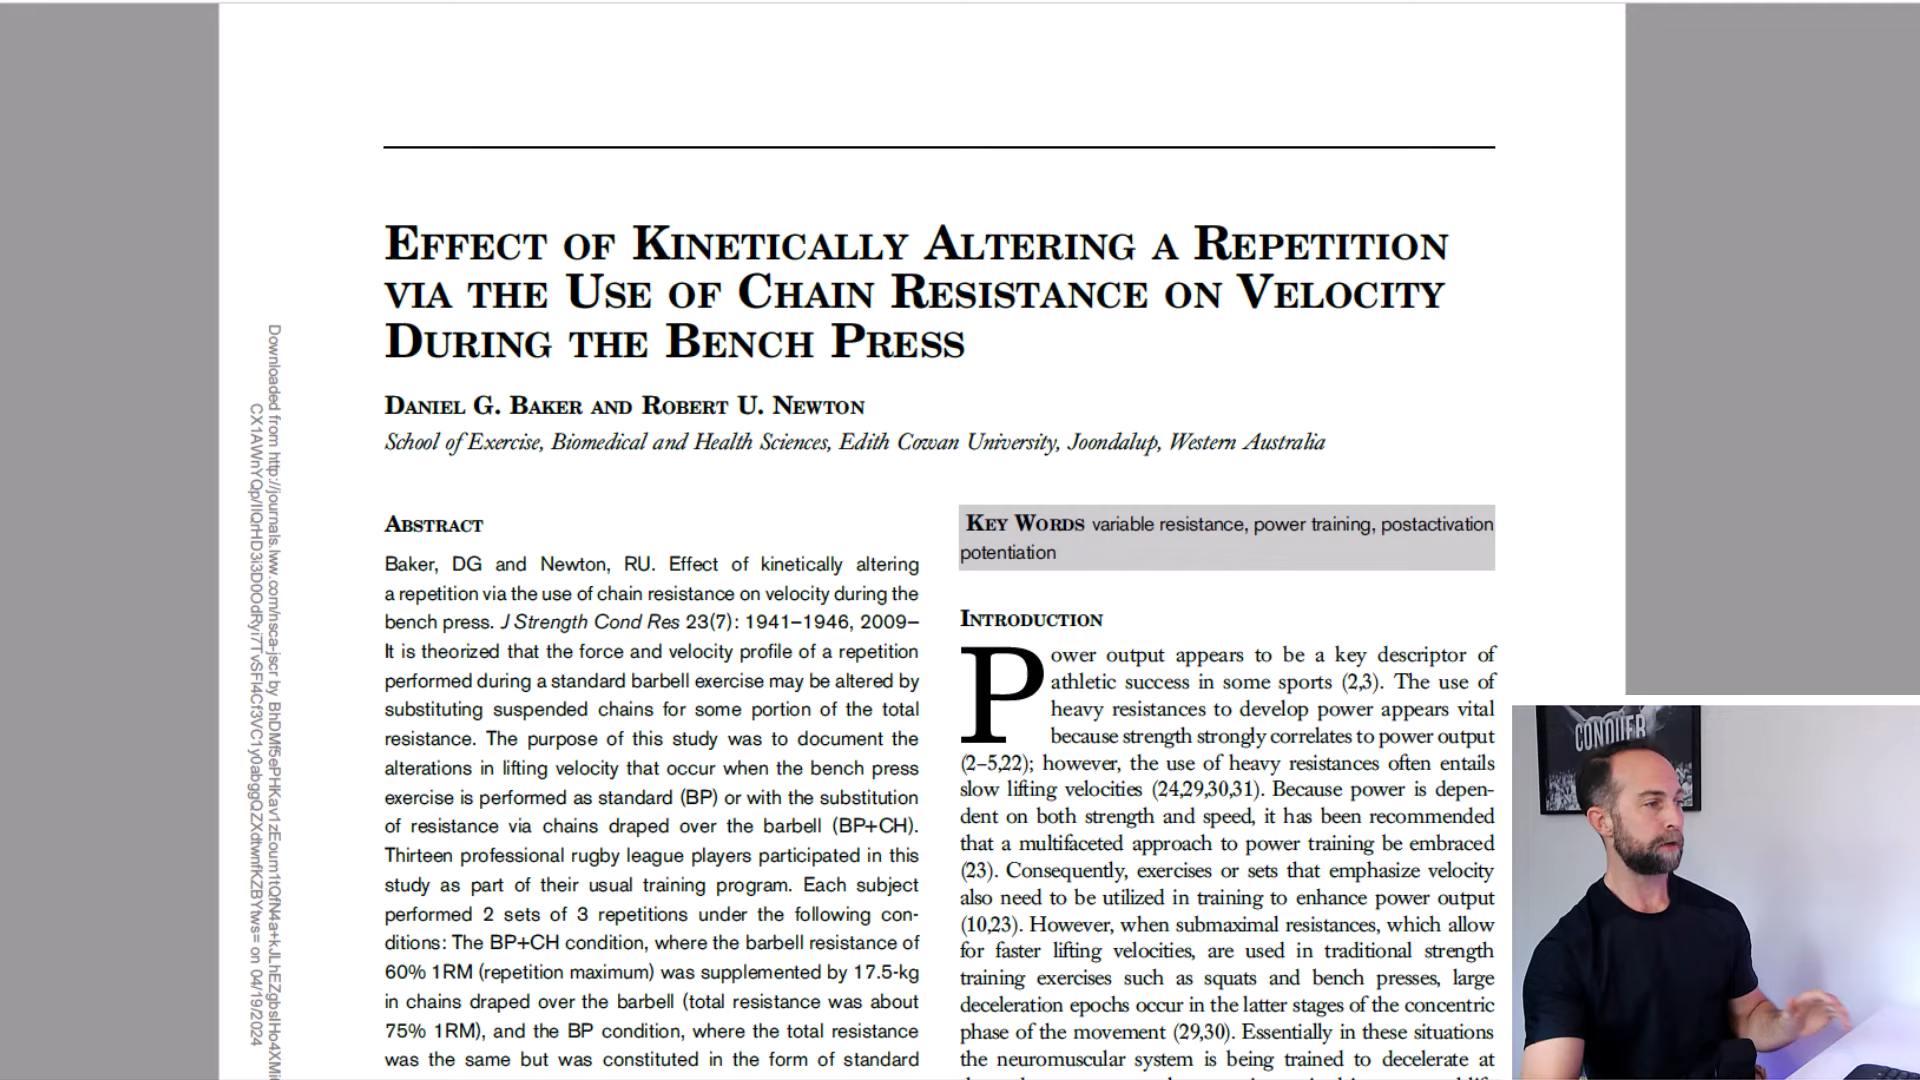 EFFECT OF KINETICALLY ALTERING A REPETITION
VIA THE USE OF CHAIN RESISTANCE ON VELOCITY
DURING THE BENCH PRESS
DANIEL G. BAKER AND ROBERT U. NEWTON
School of Exercise, Biomedical and Health Sciences, Edith Cowan University, Joondalup, Western Australia
ABSTRACT
Baker, DG and Newton, RU. Effect of kinetically altering
a repetition via the use of chain resistance on velocity during the
bench press. J Strength Cond Res 23(7): 1941–1946, 2009–
It is theorized that the force and velocity profile of a repetition
performed during a standard barbell exercise may be altered by
substituting suspended chains for some portion of the total
resistance. The purpose of this study was to document the
alterations in lifting velocity that occur when the bench press
exercise is performed as standard (BP) or with the substitution
of resistance via chains draped over the barbell (BP+CH).
Thirteen professional rugby league players participated in this
study as part of their usual training program. Each subject
performed 2 sets of 3 repetitions under the following con-
ditions: The BP+CH condition, where the barbell resistance of
60% 1RM (repetition maximum) was supplemented by 17.5-kg
in chains draped over the barbell (total resistance was about
75% 1RM), and the BP condition, where the total resistance
was the same but was constituted in the form of standard
KEY WORDS variable resistance, power training, postactivation
potentiation
INTRODUCTION
Power output appears to be a key descriptor of
athletic success in some sports (2,3). The use of
heavy resistances to develop power appears vital
because strength strongly correlates to power output
(2–5,22); however, the use of heavy resistances often entails
slow lifting velocities (24,29,30,31). Because power is depen-
dent on both strength and speed, it has been recommended
that a multifaceted approach to power training be embraced
(23). Consequently, exercises or sets that emphasize velocity
also need to be utilized in training to enhance power output
(10,23). However, when submaximal resistances, which allow
for faster lifting velocities, are used in traditional strength
training exercises such as squats and bench presses, large
deceleration epochs occur in the latter stages of the concentric
phase of the movement (29,30). Essentially in these situations
the neuromuscular system is being trained to decelerate at
Downloaded from http://journals.lww.com/nsca-jscr by
on 04/19/2024
CONQUER